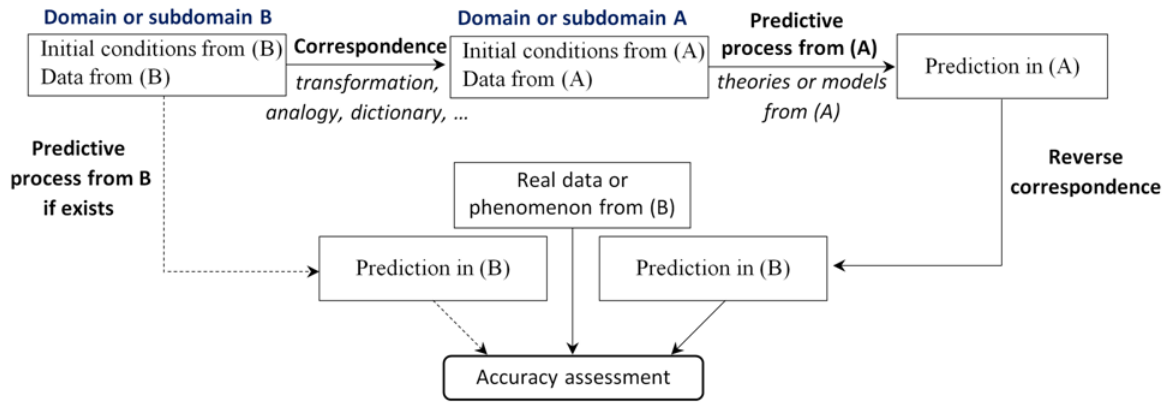 Domain or subdomain B
Initial conditions from (B)
Data from (B)
Correspondence
transformation,
analogy, dictionary, ...
Domain or subdomain A
Initial conditions from (A)
Data from (A)
Predictive
process from (A)
theories or models
from (A)
Prediction in (A)
Predictive
process from B
if exists
Real data or
phenomenon from (B)
Reverse
correspondence
Prediction in (B)
Prediction in (B)
Accuracy assessment